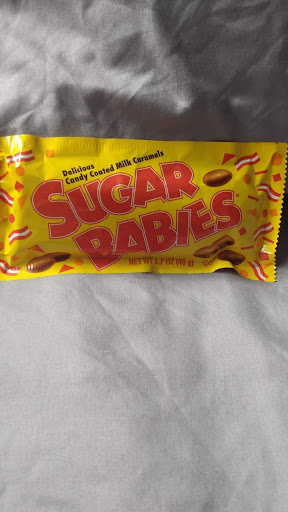 Delicious
Candy Coated Milk Caramels
SUGAR
BABIES
NET WT 1.7 OZ (48 g)